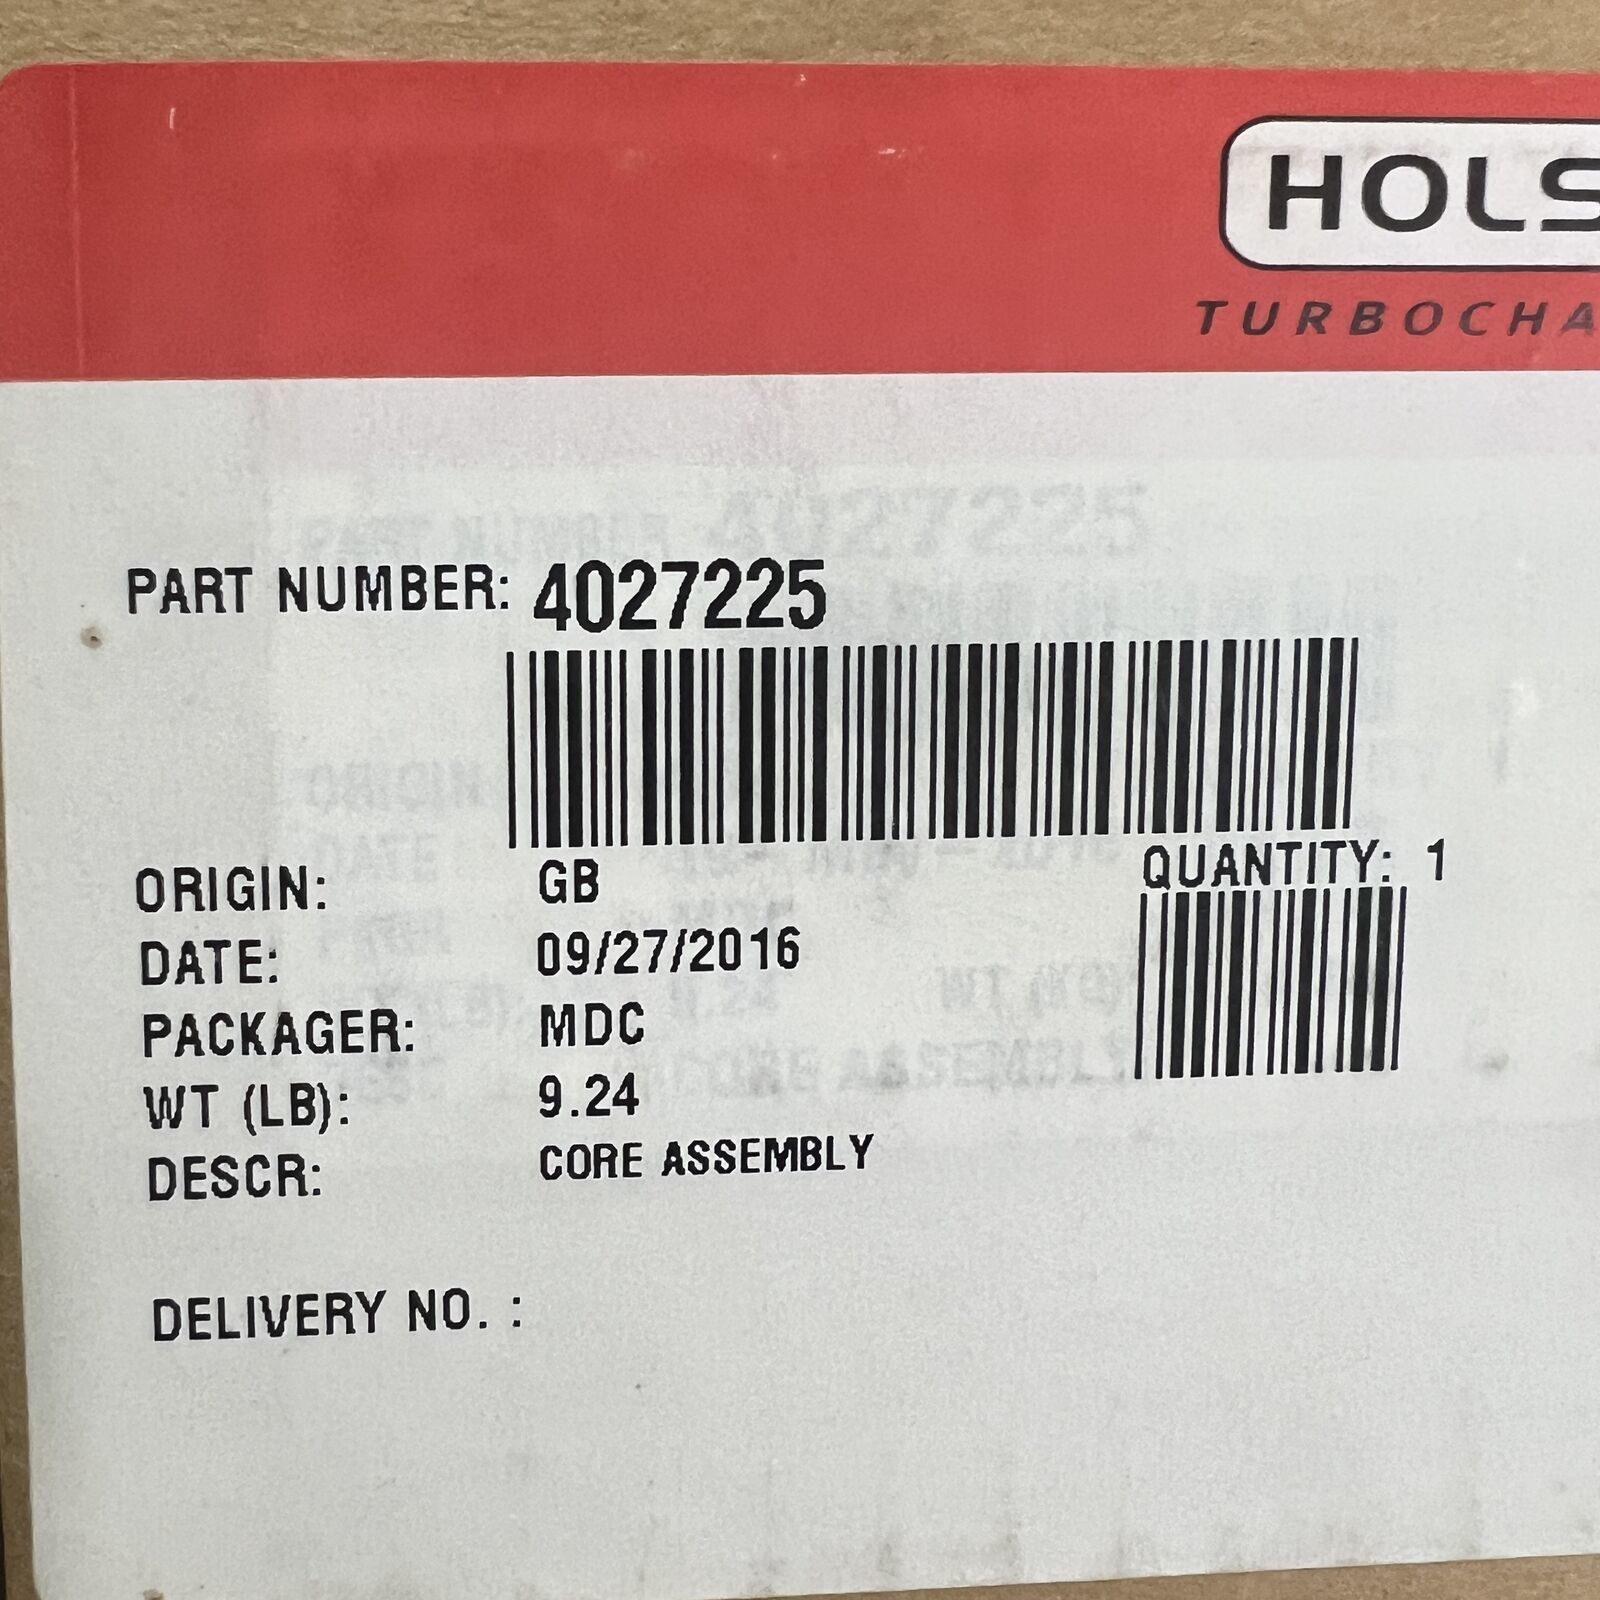 HOLS
TURBOCHA
PART NUMBER: 4027225
ORIGIN: GB
QUANTITY: 1
DATE: 09/27/2016
PACKAGER: MDC
WT (LB): 9.24
DESCR: CORE ASSEMBLY
DELIVERY NO. :